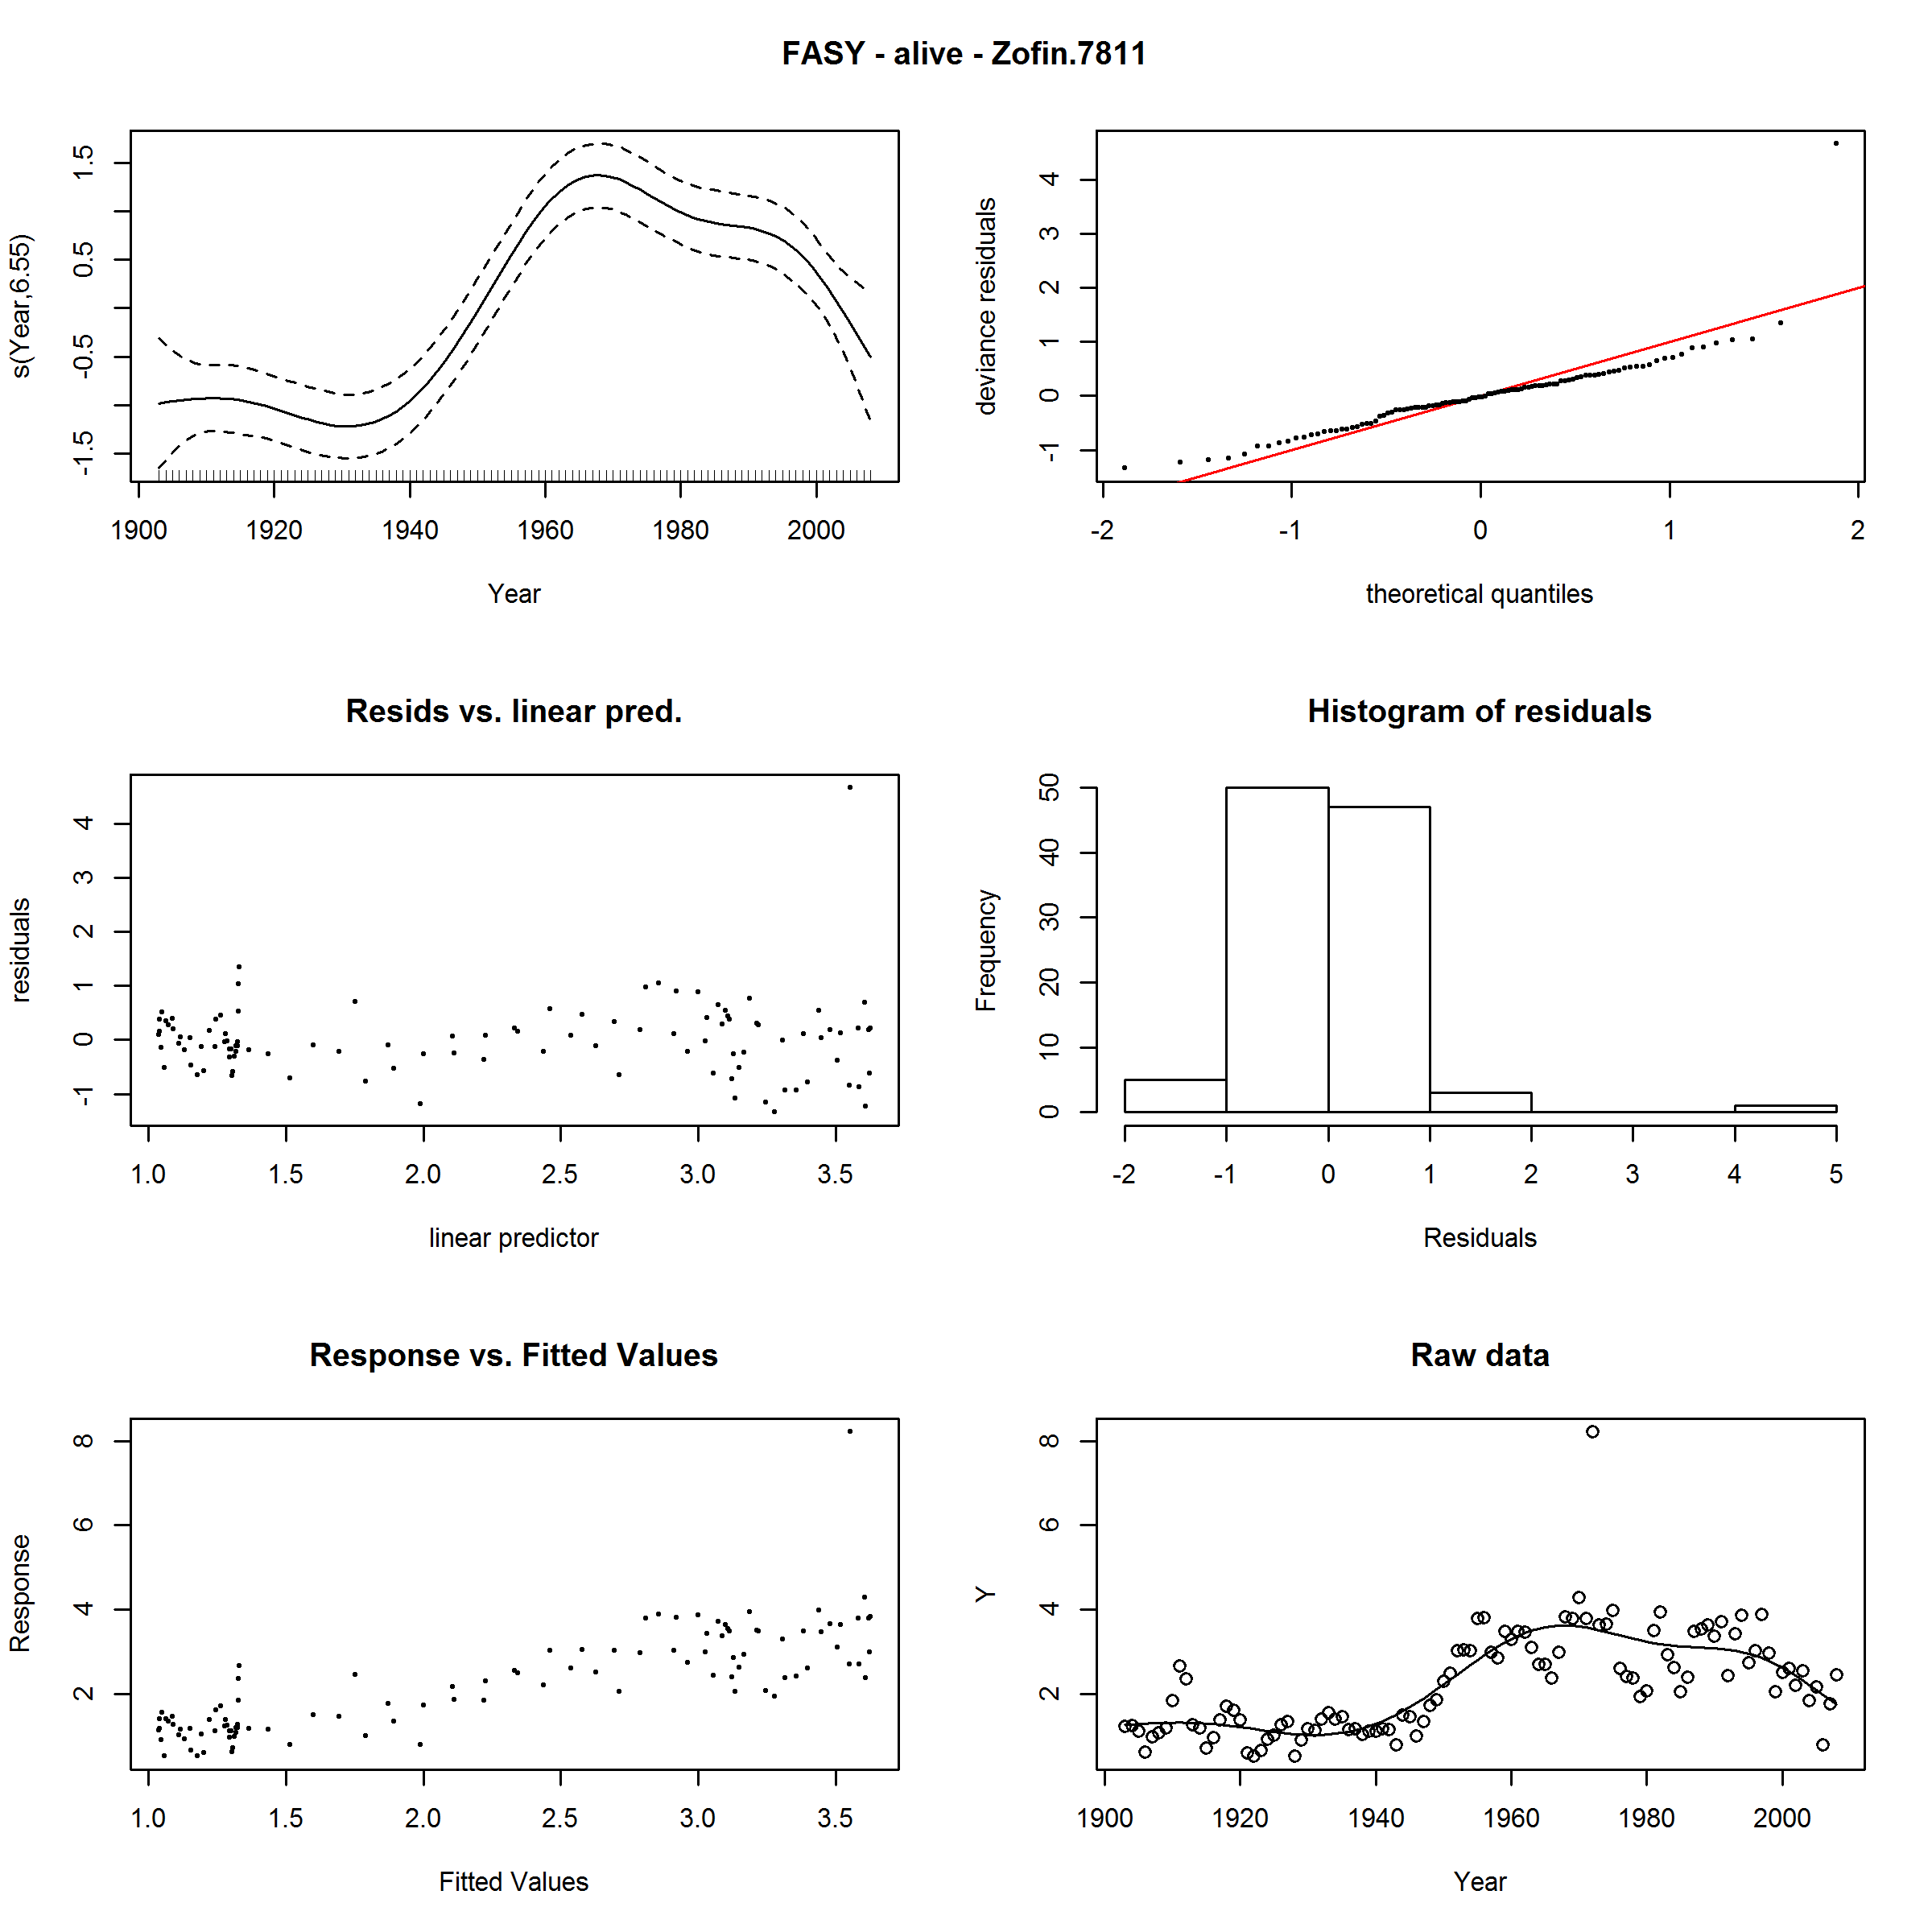 FASY - alive - Zofin.7811
s(Year,6.55)
1.5
0.5
-0.5
-1.5
1900 1920 1940 1960 1980 2000
Year
deviance residuals
4
3
2
1
0
-1
-2 -1 0 1 2
theoretical quantiles
Resids vs. linear pred.
residuals
4
3
2
1
0
-1
1.0 1.5 2.0 2.5 3.0 3.5
linear predictor
Histogram of residuals
Frequency
50
40
30
20
10
0
-2 -1 0 1 2 3 4 5
Residuals
Response vs. Fitted Values
Response
8
6
4
2
1.0 1.5 2.0 2.5 3.0 3.5
Fitted Values
Raw data
Y
8
6
4
2
1900 1920 1940 1960 1980 2000
Year